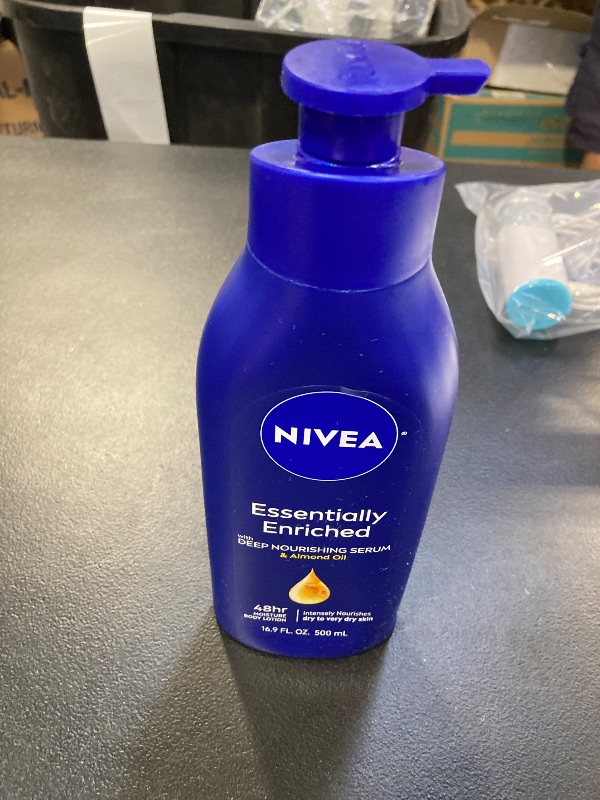 NIVEA
Essentially
Enriched
with
DEEP NOURISHING SERUM
& Almond Oil
48hr
MOISTURE
BODY LOTION
Intensely Nourishes
dry to very dry skin
16.9 FL. OZ. 500 mL